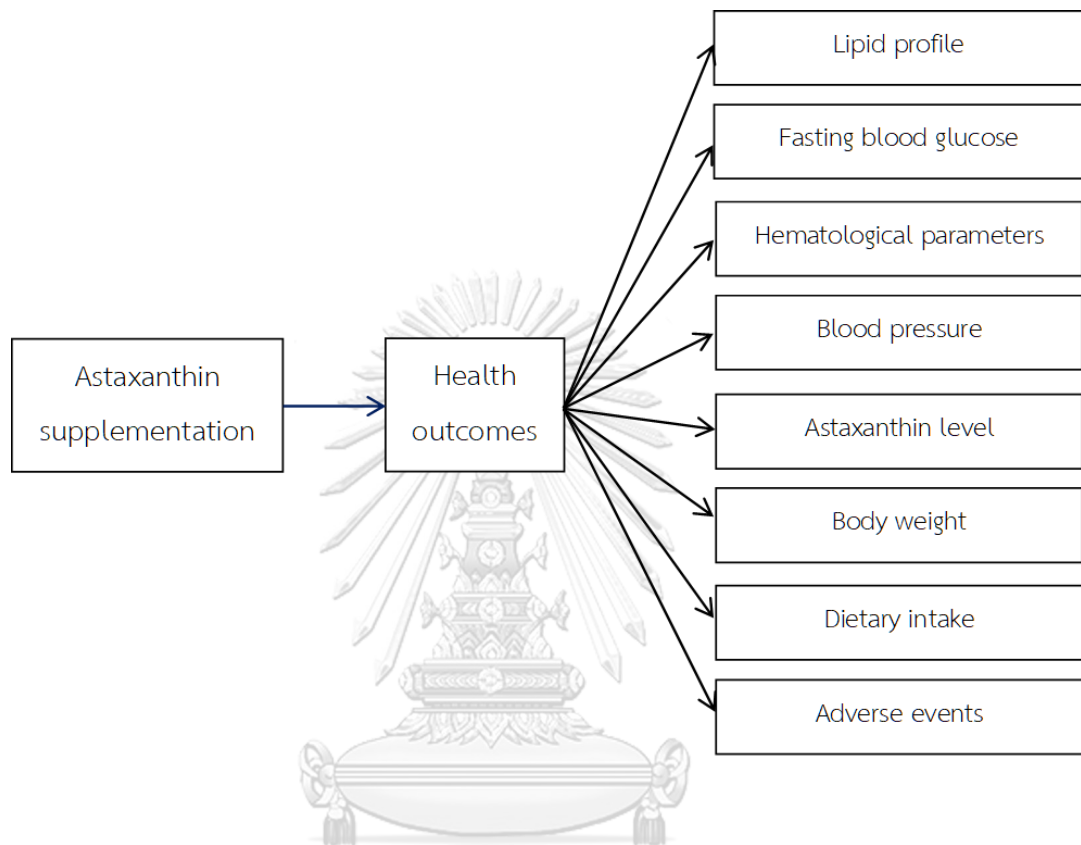 Astaxanthin
supplementation
Health
outcomes
Lipid profile
Fasting blood glucose
Hematological parameters
Blood pressure
Astaxanthin level
Body weight
Dietary intake
Adverse events